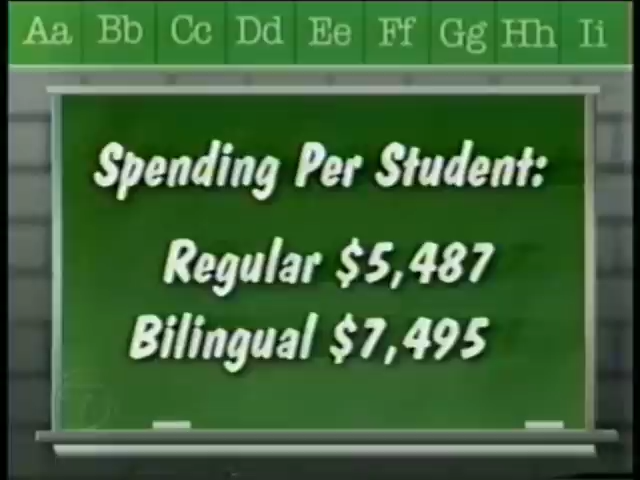 Aa Bb Cc Dd Ee Ff Gg Hh Ii
Spending Per Student:
Regular $5,487
Bilingual $7,495